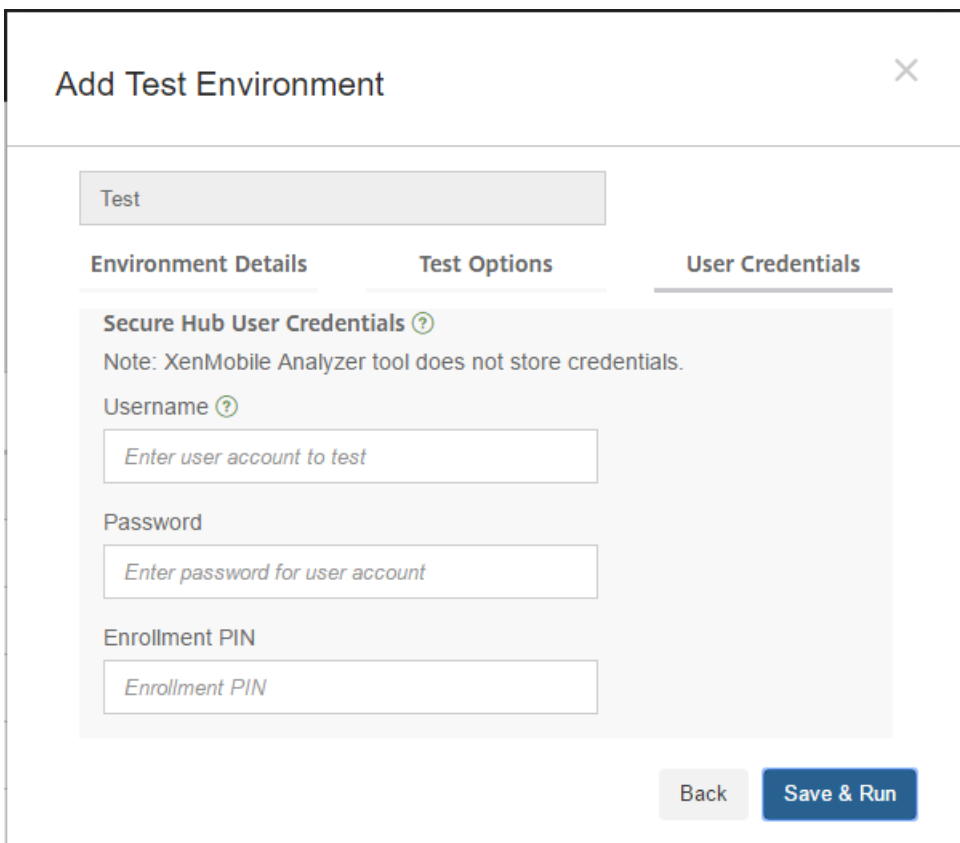 Add Test Environment
Test
Environment Details Test Options User Credentials
Secure Hub User Credentials
Note: XenMobile Analyzer tool does not store credentials.
Username
Enter user account to test
Password
Enter password for user account
Enrollment PIN
Enrollment PIN
Back Save & Run